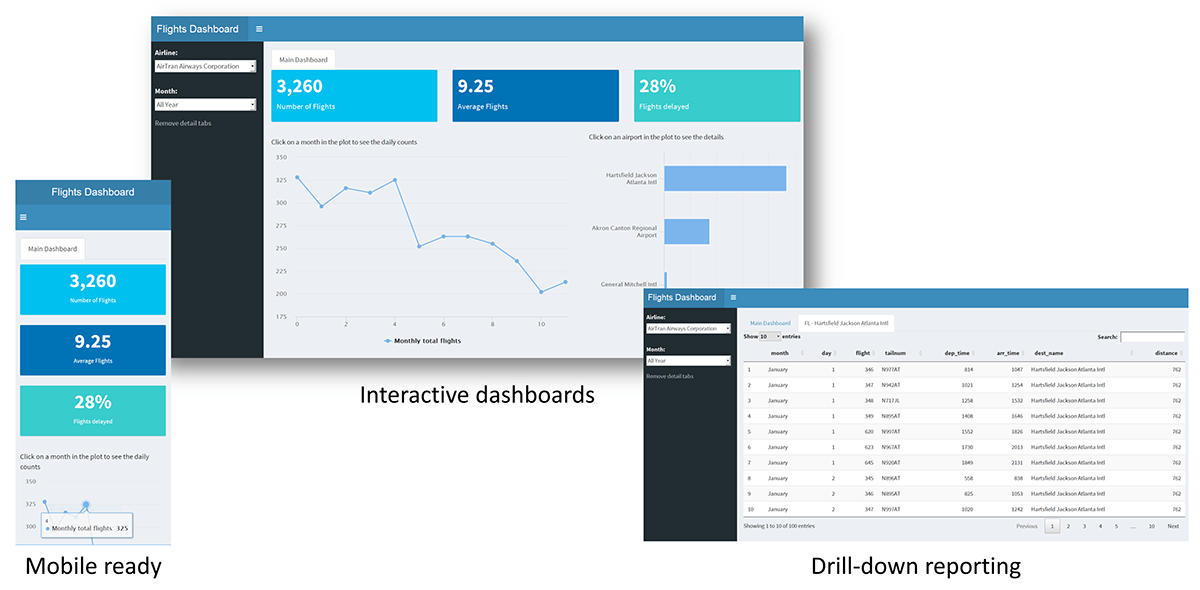 Flights Dashboard
Airline:
AirTran Airways Corporation
Month:
All Year
Remove detail tabs
Main Dashboard
3,260
Number of Flights
9.25
Average Flights
28%
Flights delayed
Click on a month in the plot to see the daily counts
350
325
300
275
250
225
200
175
0 2 4 6 8 10
Monthly total flights
Click on an airport in the plot to see the details
Hartsfield Jackson
Atlanta Intl
Akron Canton Regional
Airport
General Mitchell Intl
Interactive dashboards
Flights Dashboard
Main Dashboard
3,260
Number of Flights
9.25
Average Flights
28%
Flights delayed
Click on a month in the plot to see the daily
counts
350
325
300
4
Monthly total flights 325
Mobile ready
Flights Dashboard
Airline:
AirTran Airways Corporation
Month:
All Year
Remove detail tabs
Main Dashboard FL - Hartsfield Jackson Atlanta Intl
Show 10 entries Search:
month day flight tailnum dep_time arr_time dest_name distance
1 January 1 346 N977AT 814 1047 Hartsfield Jackson Atlanta Intl 762
2 January 1 347 N942AT 1021 1254 Hartsfield Jackson Atlanta Intl 762
3 January 1 348 N717JL 1258 1532 Hartsfield Jackson Atlanta Intl 762
4 January 1 349 N895AT 1408 1646 Hartsfield Jackson Atlanta Intl 762
5 January 1 620 N997AT 1552 1826 Hartsfield Jackson Atlanta Intl 762
6 January 1 623 N967AT 1730 2013 Hartsfield Jackson Atlanta Intl 762
7 January 1 645 N920AT 1849 2131 Hartsfield Jackson Atlanta Intl 762
8 January 2 345 N896AT 558 838 Hartsfield Jackson Atlanta Intl 762
9 January 2 346 N895AT 825 1053 Hartsfield Jackson Atlanta Intl 762
10 January 2 347 N997AT 1020 1242 Hartsfield Jackson Atlanta Intl 762
Showing 1 to 10 of 100 entries Previous 1 2 3 4 5 ... 10 Next
Drill-down reporting